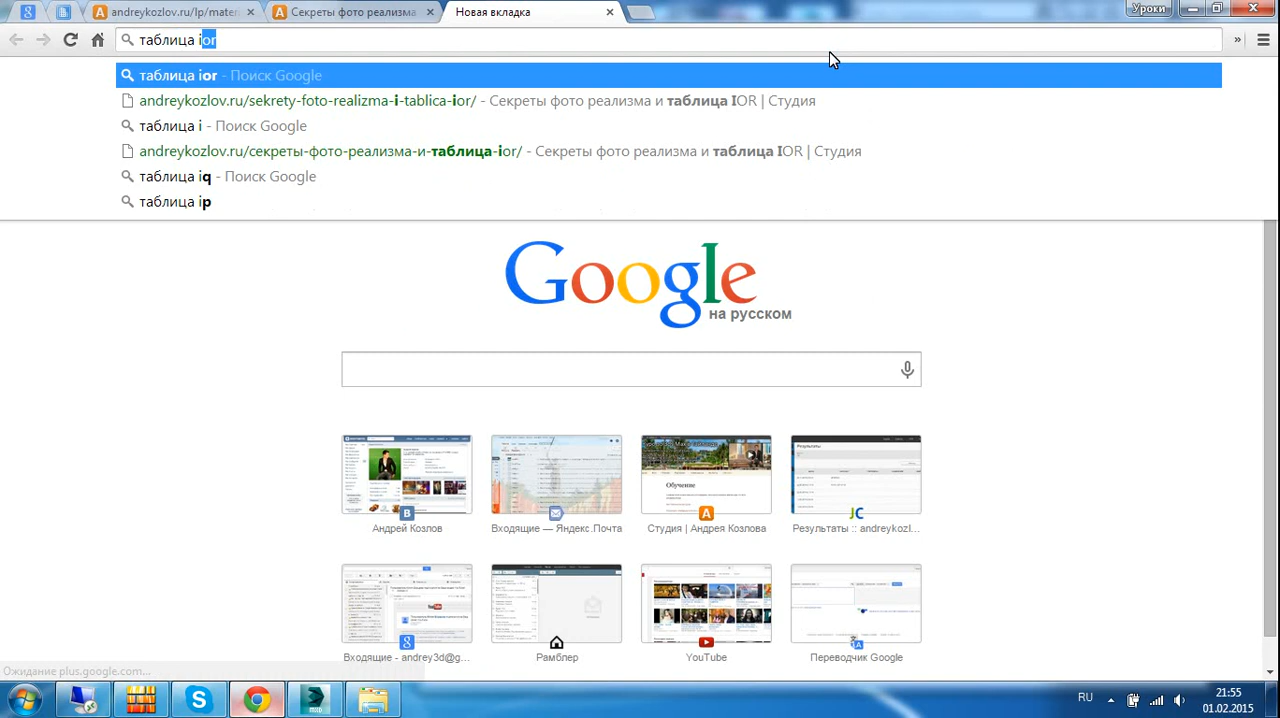 andreykozlov.ru/lp/mater
Секреты фото реализма
Новая вкладка
Уроки
таблица ior
»
таблица ior - Поиск Google
andreykozlov.ru/sekrety-foto-realizma-i-tablica-ior/ - Секреты фото реализма и таблица IOR | Студия
таблица i - Поиск Google
andreykozlov.ru/секреты-фото-реализма-и-таблица-ior/ - Секреты фото реализма и таблица IOR | Студия
таблица iq - Поиск Google
таблица ip
Google
на русском
Результаты
Обучение
Андрей Козлов
Входящие — Яндекс.Почта
Студия | Андрея Козлова
Результаты :: andreykozl...
Входящие - andrey3d@g...
Рамблер
YouTube
Переводчик Google
Ожидание plus.google.com...
RU
21:55
01.02.2015